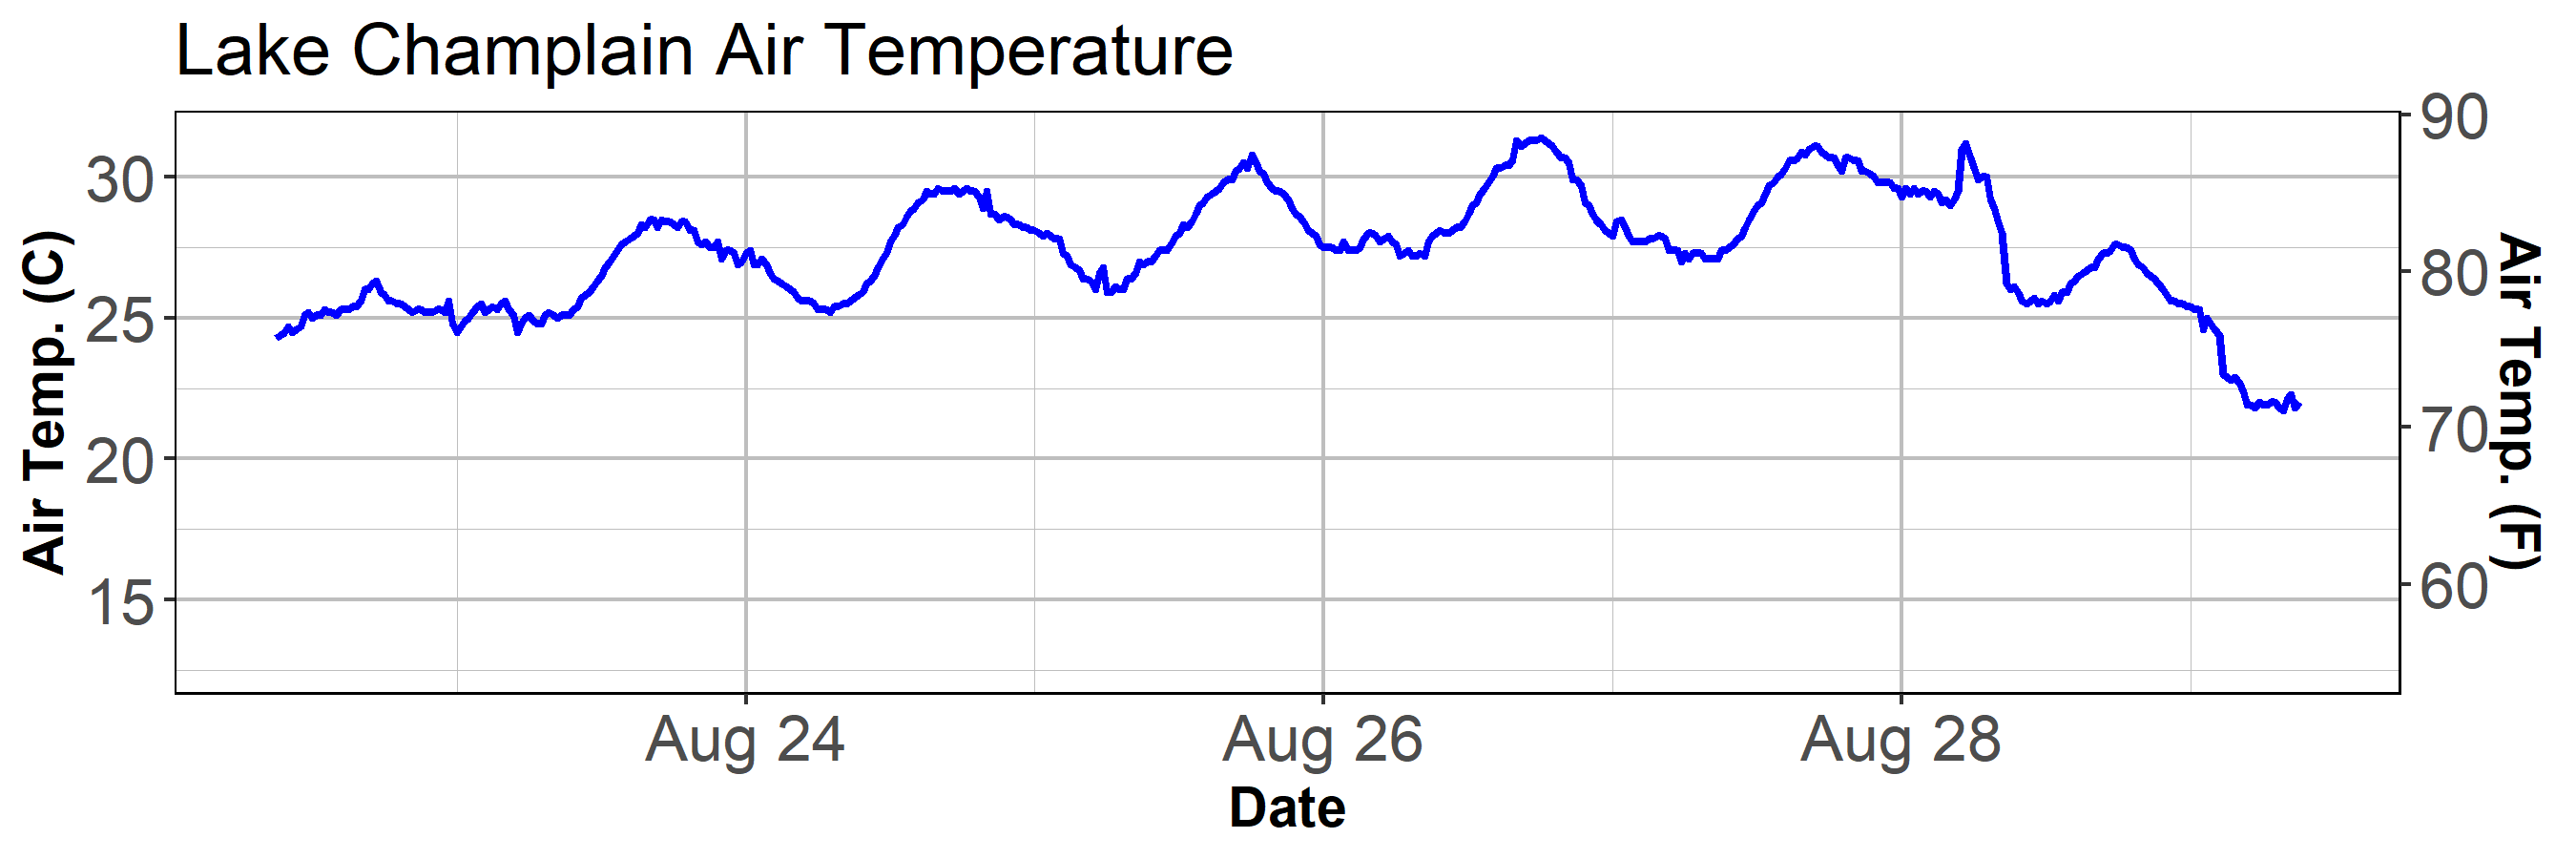 Lake Champlain Air Temperature
Air Temp. (C)
30
25
20
15
90
80
70
60
Air Temp. (F)
Aug 24
Aug 26
Aug 28
Date